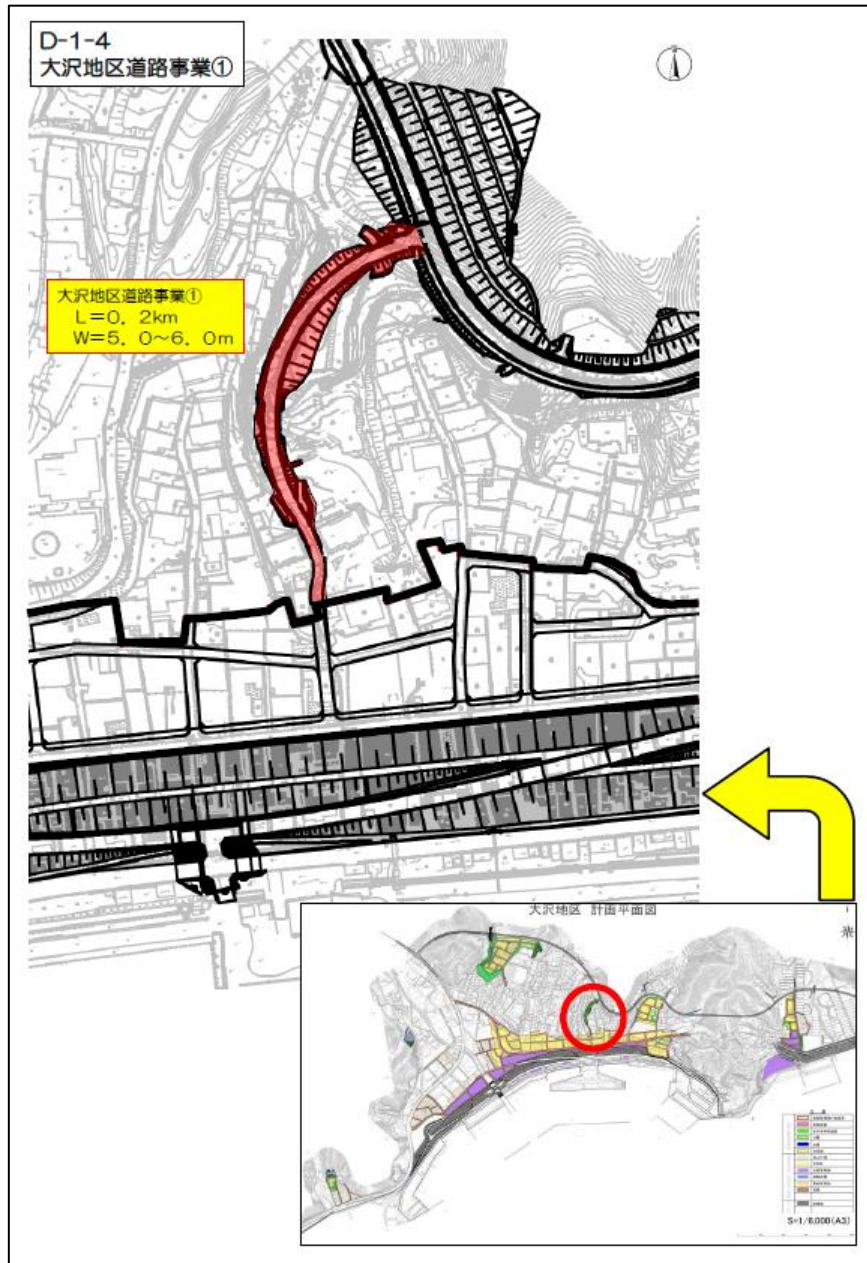 D-1-4
大沢地区道路事業①
大沢地区道路事業①
L=0．2km
W=5．0～6．0m
大沢地区 計画平面図
S=1/6,000(A3)